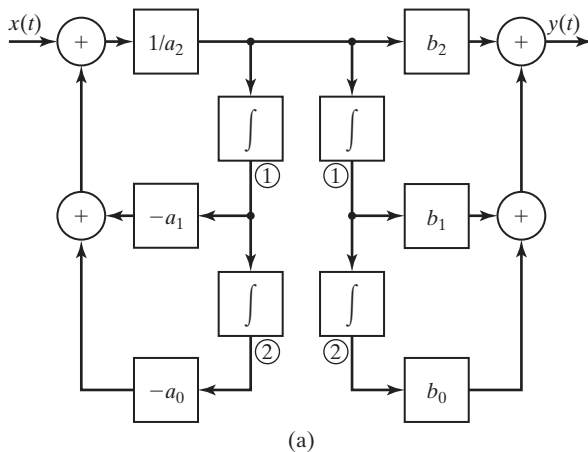 x(t) + 1/a₂ b₂ + y(t)
∫ ∫
① ①
+ −a₁ b₁ +
∫ ∫
② ②
−a₀ b₀
(a)